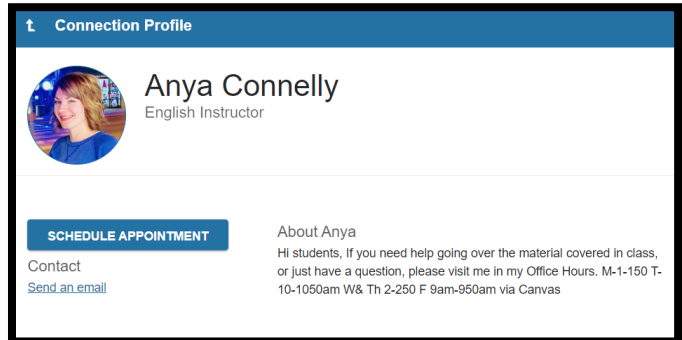 Connection Profile
Anya Connelly
English Instructor
SCHEDULE APPOINTMENT
Contact
Send an email
About Anya
Hi students, If you need help going over the material covered in class,
or just have a question, please visit me in my Office Hours. M-1-150 T-
10-1050am W& Th 2-250 F 9am-950am via Canvas